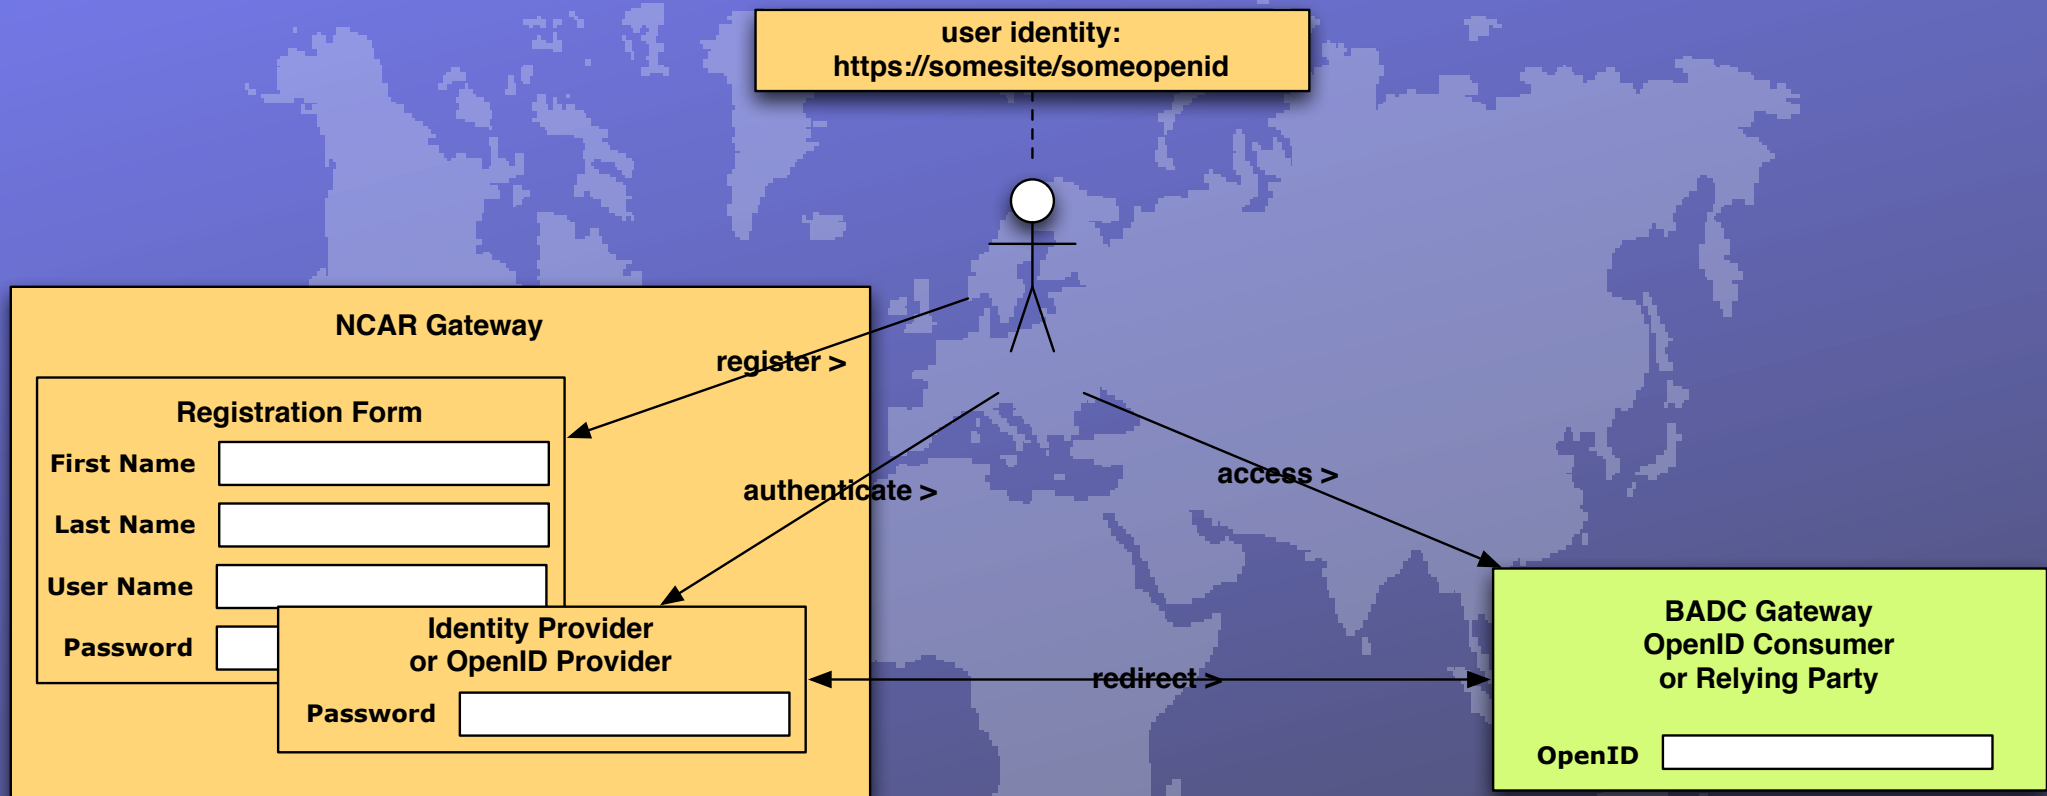 user identity:
https://somesite/someopenid
NCAR Gateway
register >
Registration Form
First Name
Last Name
User Name
Password
authenticate >
access >
Identity Provider
or OpenID Provider
Password
redirect >
BADC Gateway
OpenID Consumer
or Relying Party
OpenID